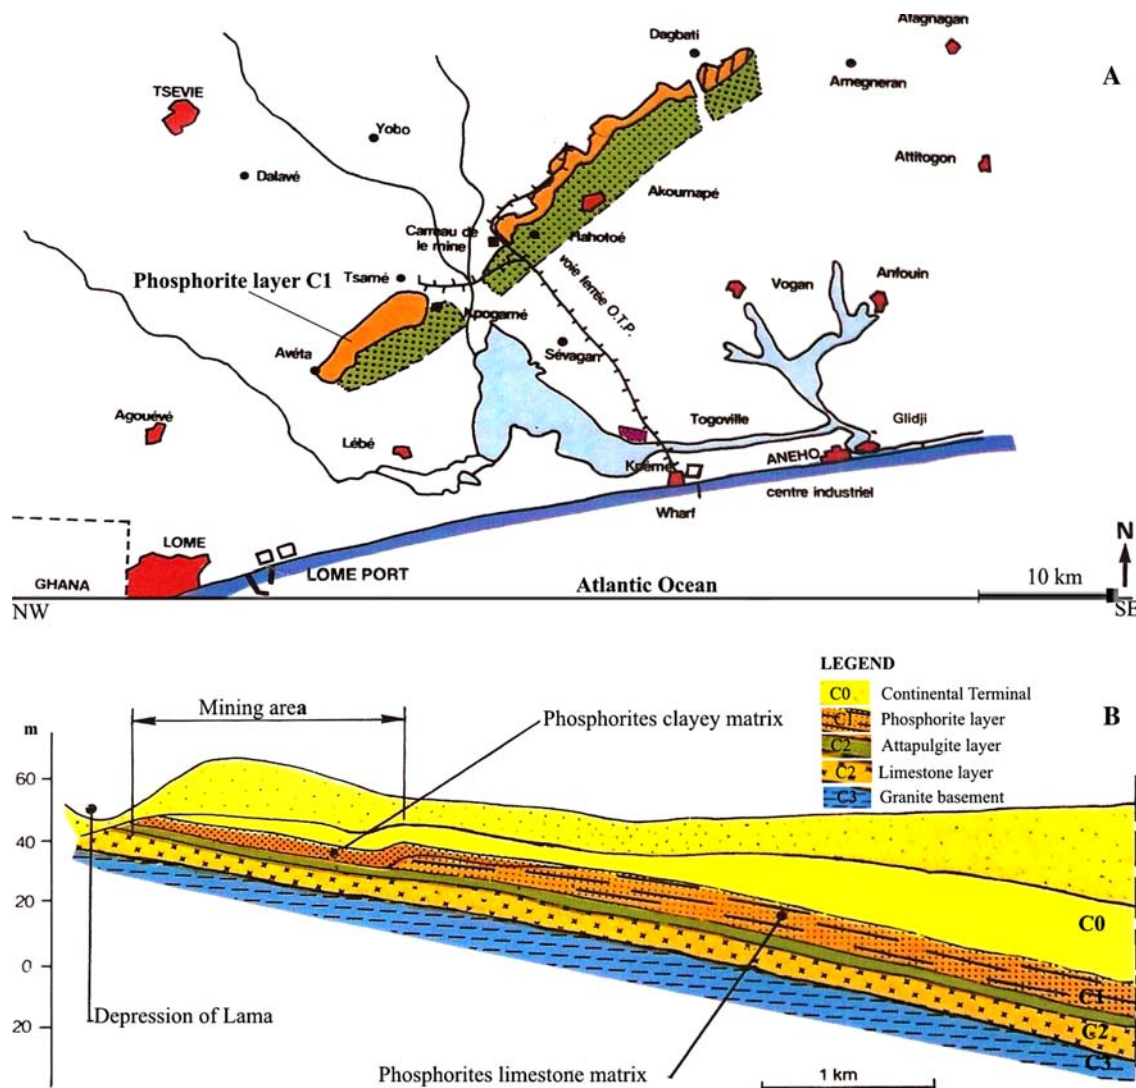 Afagnagan
Dagbati
A
Amegneran
TSEVIE
Yobo
Attitogon
Dalavé
Akoumapé
Carreau de
le mine
Hahotoé
voie ferrée O.T.P.
Tsamé
Phosphorite layer C1
Vogan
Anfouin
Kpogamé
Sévagan
Avéta
Agouévé
Togoville
Glidji
Lébé
ANEHO
Kpémé
centre industriel
Wharf
LOME
N
LOME PORT
GHANA
Atlantic Ocean
10 km
NW
SE
LEGEND
C0 Continental Terminal
C1 Phosphorite layer
C2 Attapulgite layer
C2 Limestone layer
C3 Granite basement
B
Mining area
Phosphorites clayey matrix
m
60
40
20
0
20
C0
C1
C2
C3
Depression of Lama
Phosphorites limestone matrix
1 km